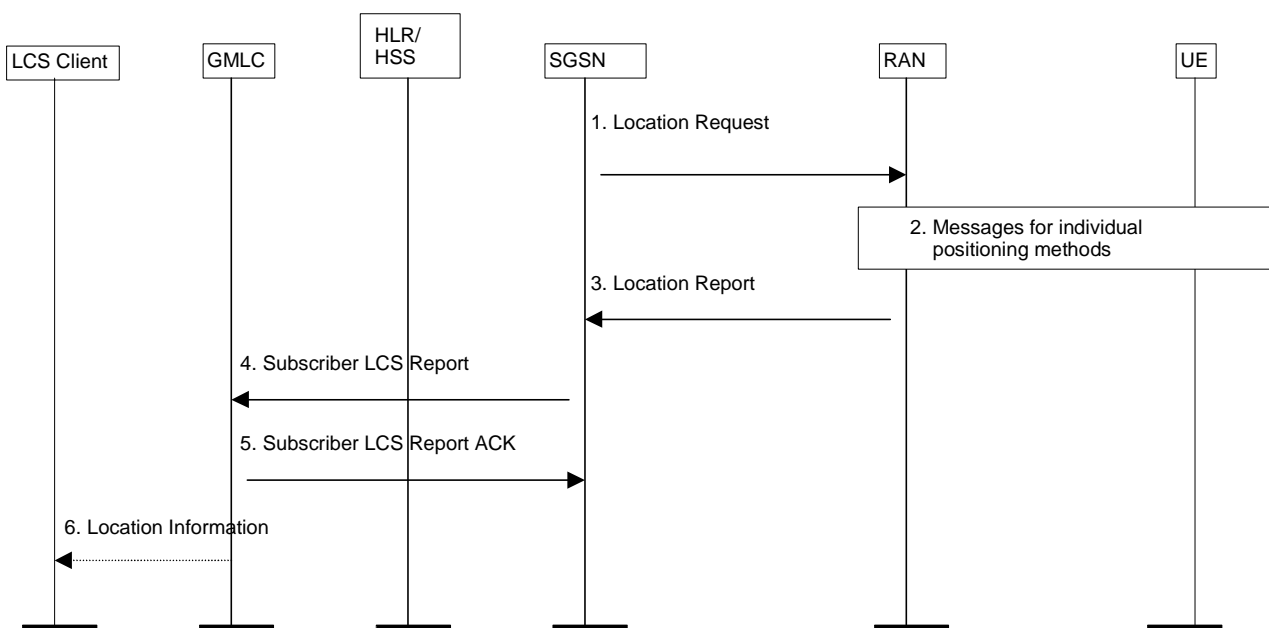 HLR/
HSS
LCS Client
GMLC
SGSN
RAN
UE
1. Location Request
2. Messages for individual
positioning methods
3. Location Report
4. Subscriber LCS Report
5. Subscriber LCS Report ACK
6. Location Information